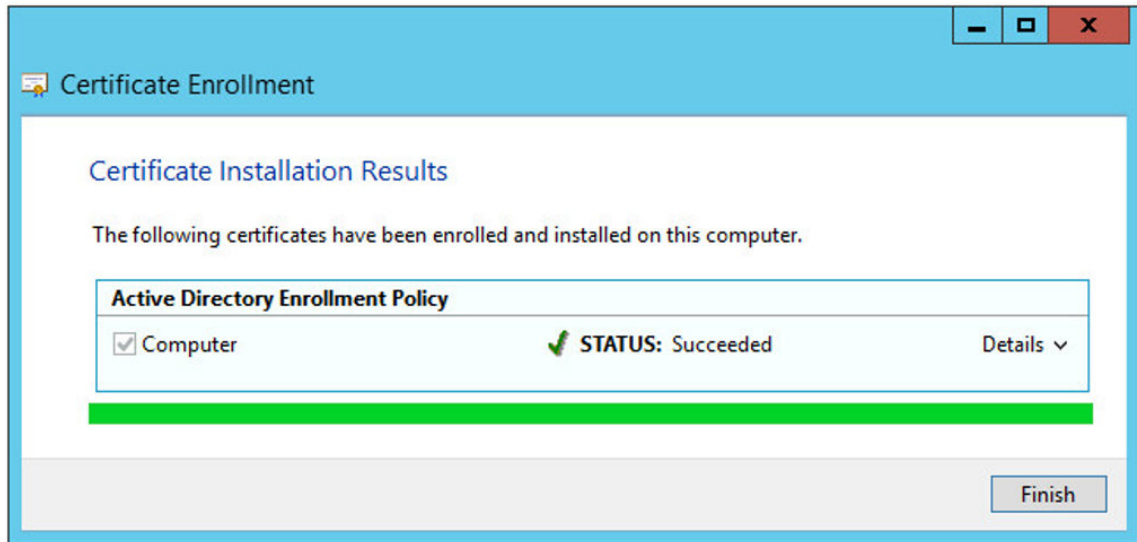 Certificate Enrollment
Certificate Installation Results
The following certificates have been enrolled and installed on this computer.
Active Directory Enrollment Policy
Computer STATUS: Succeeded Details
Finish